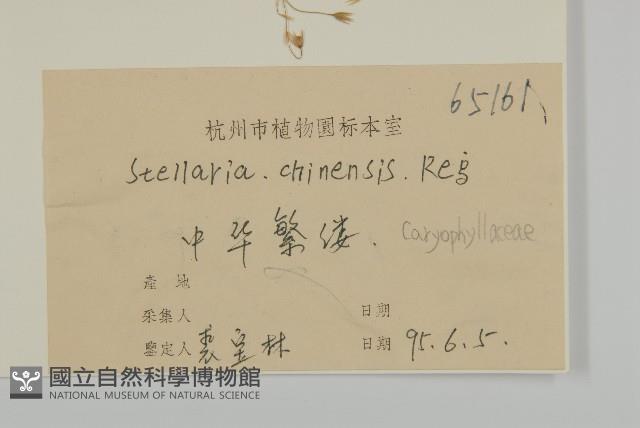 65161
杭州市植物園标本室
Stellaria. chinensis. Reg
中华繁缕. Caryophyllaceae
產地
采集人 日期
鑒定人 林 日期 95.6.5.
國立自然科學博物館
NATIONAL MUSEUM OF NATURAL SCIENCE